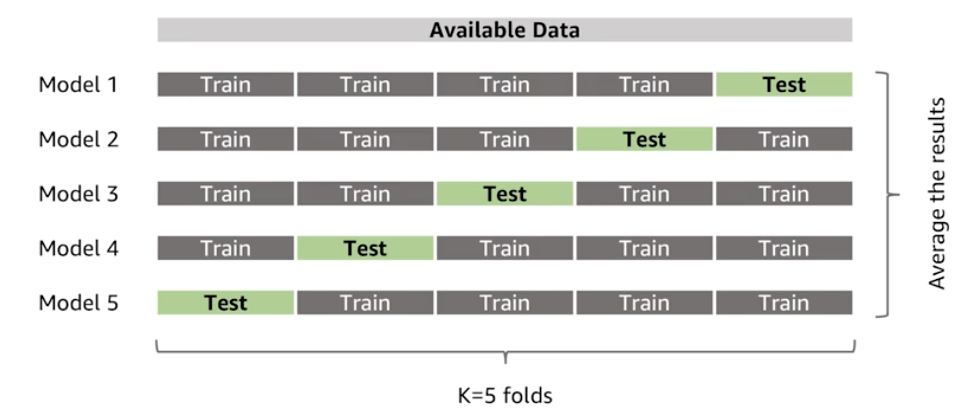 Available Data
Model 1 Train Train Train Train Test
Model 2 Train Train Train Test Train
Model 3 Train Train Test Train Train
Model 4 Train Test Train Train Train
Model 5 Test Train Train Train Train
Average the results
K=5 folds